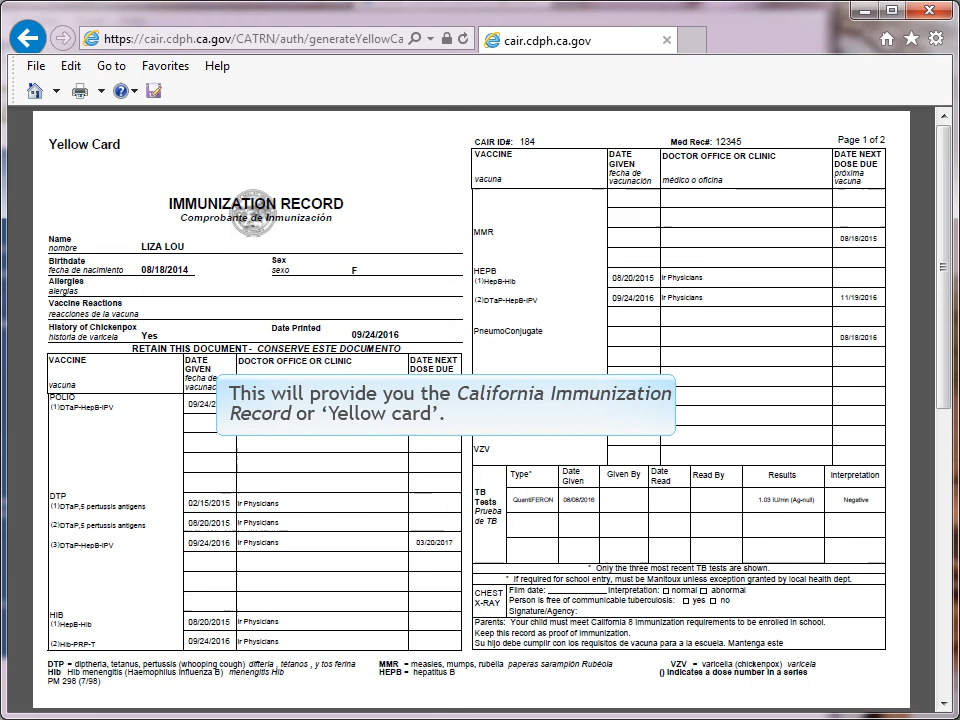 https://cair.cdph.ca.gov/CATRN/auth/generateYellowCa
cair.cdph.ca.gov
File Edit Go to Favorites Help
Yellow Card
IMMUNIZATION RECORD
Comprobante de Inmunización
Name
nombre LIZA LOU
Birthdate Sex
fecha de nacimiento 08/18/2014 sexo F
Allergies
alergias
Vaccine Reactions
reacciones de la vacuna
History of Chickenpox Date Printed
historia de varicela Yes 09/24/2016
RETAIN THIS DOCUMENT - CONSERVE ESTE DOCUMENTO
VACCINE DATE GIVEN DOCTOR OFFICE OR CLINIC DATE NEXT DOSE DUE
vacuna fecha de
POLIO
(1)DTaP-HepB-IPV 09/24/2
This will provide you the California Immunization
Record or ‘Yellow card’.
DTP
(1)DTaP,5 pertussis antigens 02/15/2015 Ir Physicians
(2)DTaP,5 pertussis antigens 08/20/2015 Ir Physicians
(3)DTaP-HepB-IPV 09/24/2016 Ir Physicians 03/20/2017
HIB
(1)HepB-Hib 08/20/2015 Ir Physicians
(2)Hib-PRP-T 09/24/2016 Ir Physicians
CAIR ID#: 184 Med Rec#: 12345 Page 1 of 2
VACCINE DATE GIVEN DOCTOR OFFICE OR CLINIC DATE NEXT DOSE DUE
vacuna fecha de vacunación médico o oficina próxima vacuna
MMR 08/18/2015
HEPB
(1)HepB-Hib 08/20/2015 Ir Physicians
(2)DTaP-HepB-IPV 09/24/2016 Ir Physicians 11/19/2016
PneumoConjugate 08/18/2016
VZV
TB Tests Prueba de TB
Type* Date Given Given By Date Read Read By Results Interpretation
QuantiFERON 08/08/2016 1.03 IU/mn (Ag-null) Negative
* Only the three most recent TB tests are shown.
* If required for school entry, must be Manitoux unless exception granted by local health dept.
CHEST X-RAY
Film date: Interpretation: normal abnormal
Person is free of communicable tuberculosis: yes no
Signature/Agency:
Parents: Your child must meet California 8 immunization requirements to be enrolled in school.
Keep this record as proof of immunization.
Su hijo debe cumplir con los requisitos de vacuna para a la escuela. Mantenga este
DTP = diptheria, tetanus, pertussis (whooping cough) difteria , tétanos , y tos ferina MMR = measles, mumps, rubella paperas sarampión Rubéola VZV = varicella (chickenpox) varicela
Hib Hib menengitis (Haemophilus influenza B) menengitis Hib HEPB = hepatitus B () Indicates a dose number in a series
PM 298 (7/98)